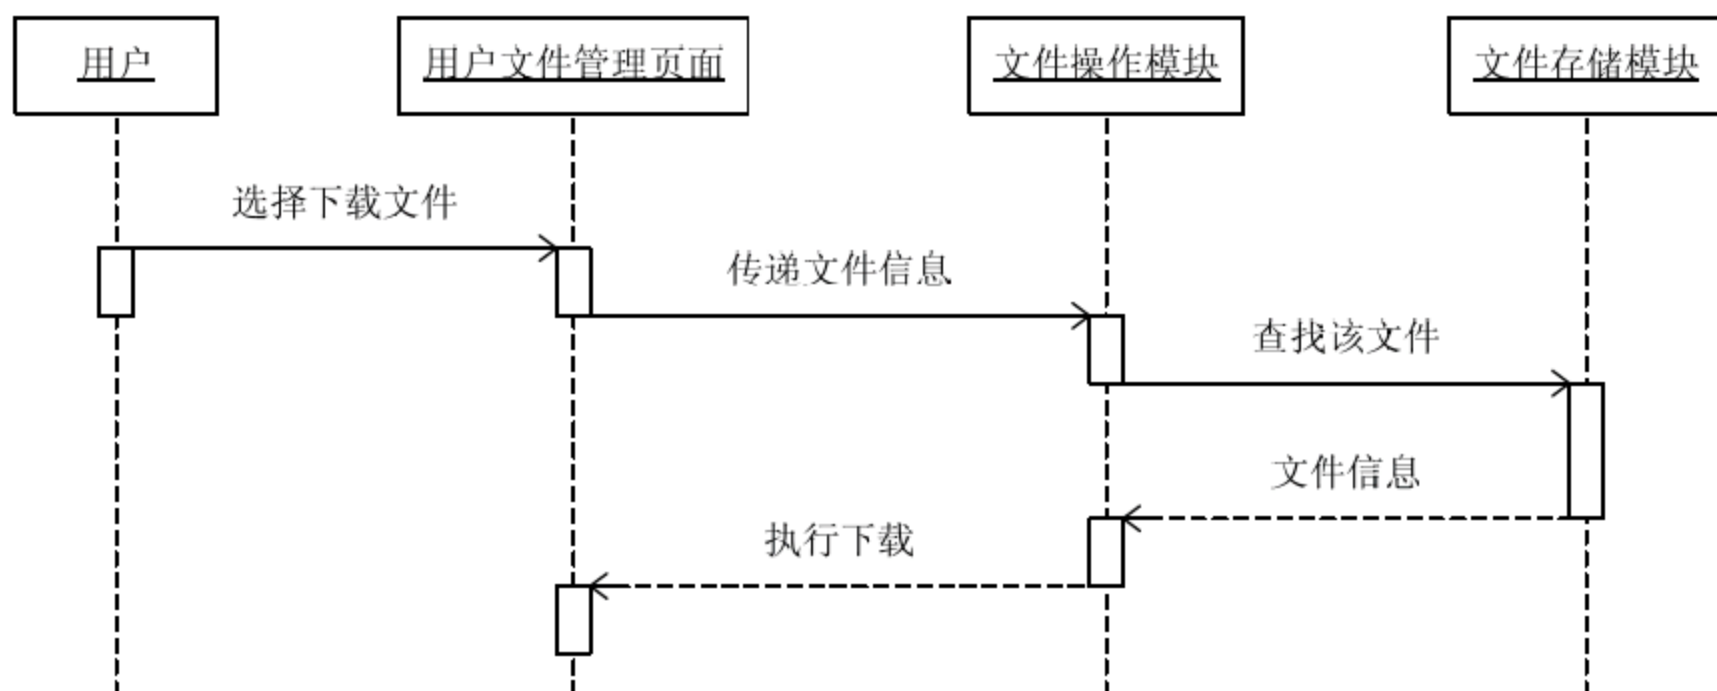 用户
用户文件管理页面
文件操作模块
文件存储模块
选择下载文件
传递文件信息
查找该文件
文件信息
执行下载